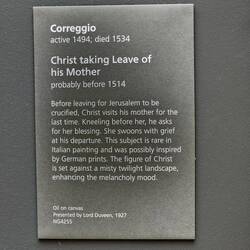 Correggio
active 1494; died 1534
Christ taking Leave of
his Mother
probably before 1514
Before leaving for Jerusalem to be
crucified, Christ visits his mother for the
last time. Kneeling before her, he asks
for her blessing. She swoons with grief
at his departure. This subject is rare in
Italian painting and was possibly inspired
by German prints. The figure of Christ
is set against a misty twilight landscape,
enhancing the melancholy mood.
Oil on canvas
Presented by Lord Duveen, 1927
NG4255